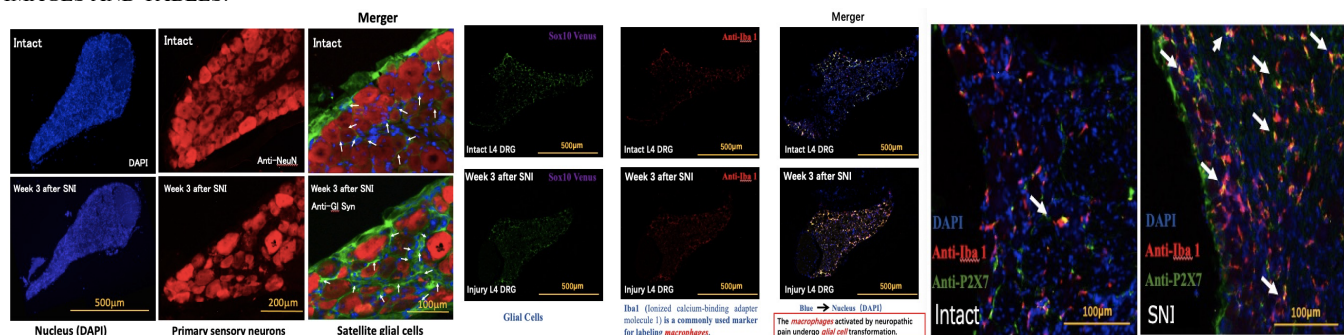 IMAGES AND TABLES:
Merger
Intact
DAPI
Intact
Anti-NeuN
Intact
Week 3 after SNI
500μm
Week 3 after SNI
200μm
Week 3 after SNI
Anti-Gl Syn
100μm
Nucleus (DAPI)
Primary sensory neurons
Satellite glial cells
Sox10 Venus
Intact L4 DRG
500μm
Anti-Iba 1
Intact L4 DRG
500μm
Merger
Intact L4 DRG
500μm
Week 3 after SNI
Sox10 Venus
Injury L4 DRG
500μm
Week 3 after SNI
Anti-Iba 1
Injury L4 DRG
500μm
Week 3 after SNI
Injury L4 DRG
500μm
Glial Cells
Iba1 (Ionized calcium-binding adapter
molecule 1) is a commonly used marker
for labeling macrophages.
Blue → Nucleus (DAPI)
The macrophages activated by neuropathic
pain undergo glial cell transformation.
DAPI
Anti-Iba 1
Anti-P2X7
Intact
100μm
DAPI
Anti-Iba 1
Anti-P2X7
SNI
100μm